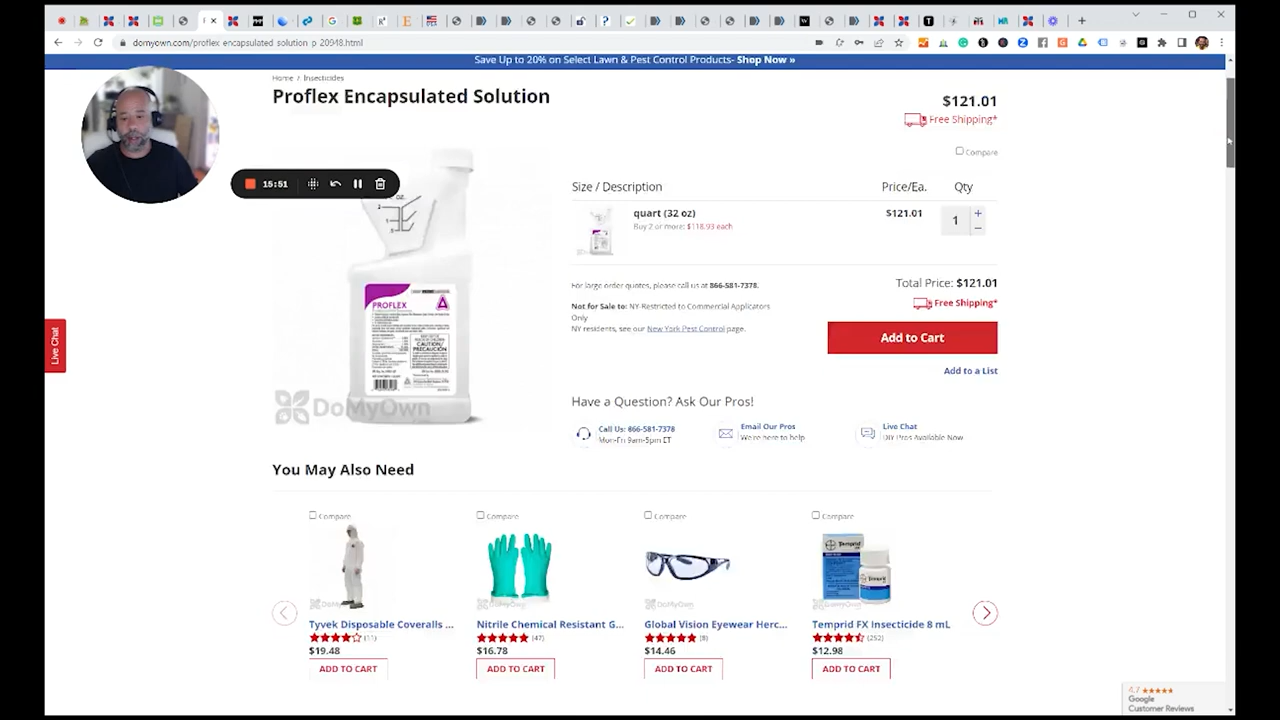 domyown.com/proflex encapsulated solution p 20948.html
Save Up to 20% on Select Lawn & Pest Control Products- Shop Now »
Home / Insecticides
Proflex Encapsulated Solution
$121.01
Free Shipping*
Compare
15:51
Size / Description Price/Ea. Qty
quart (32 oz) $121.01 1
Buy 2 or more: $118.93 each
For large order quotes, please call us at 866-581-7378.
Total Price: $121.01
Free Shipping*
Not for Sale to: NY-Restricted to Commercial Applicators
Only
NY residents, see our New York Pest Control page.
Add to Cart
Add to a List
PROFLEX
CAUTION/
PRECAUCIÓN
DoMyOwn
Live Chat
Have a Question? Ask Our Pros!
Call Us: 866-581-7378
Mon-Fri 9am-5pm ET
Email Our Pros
We're here to help
Live Chat
DIY Pros Available Now
You May Also Need
Compare Compare Compare Compare
Temprid
Tyvek Disposable Coveralls ... Nitrile Chemical Resistant G... Global Vision Eyewear Herc... Temprid FX Insecticide 8 mL
(11) (47) (8) (252)
$19.48 $16.78 $14.46 $12.98
ADD TO CART ADD TO CART ADD TO CART ADD TO CART
4.7
Google
Customer Reviews